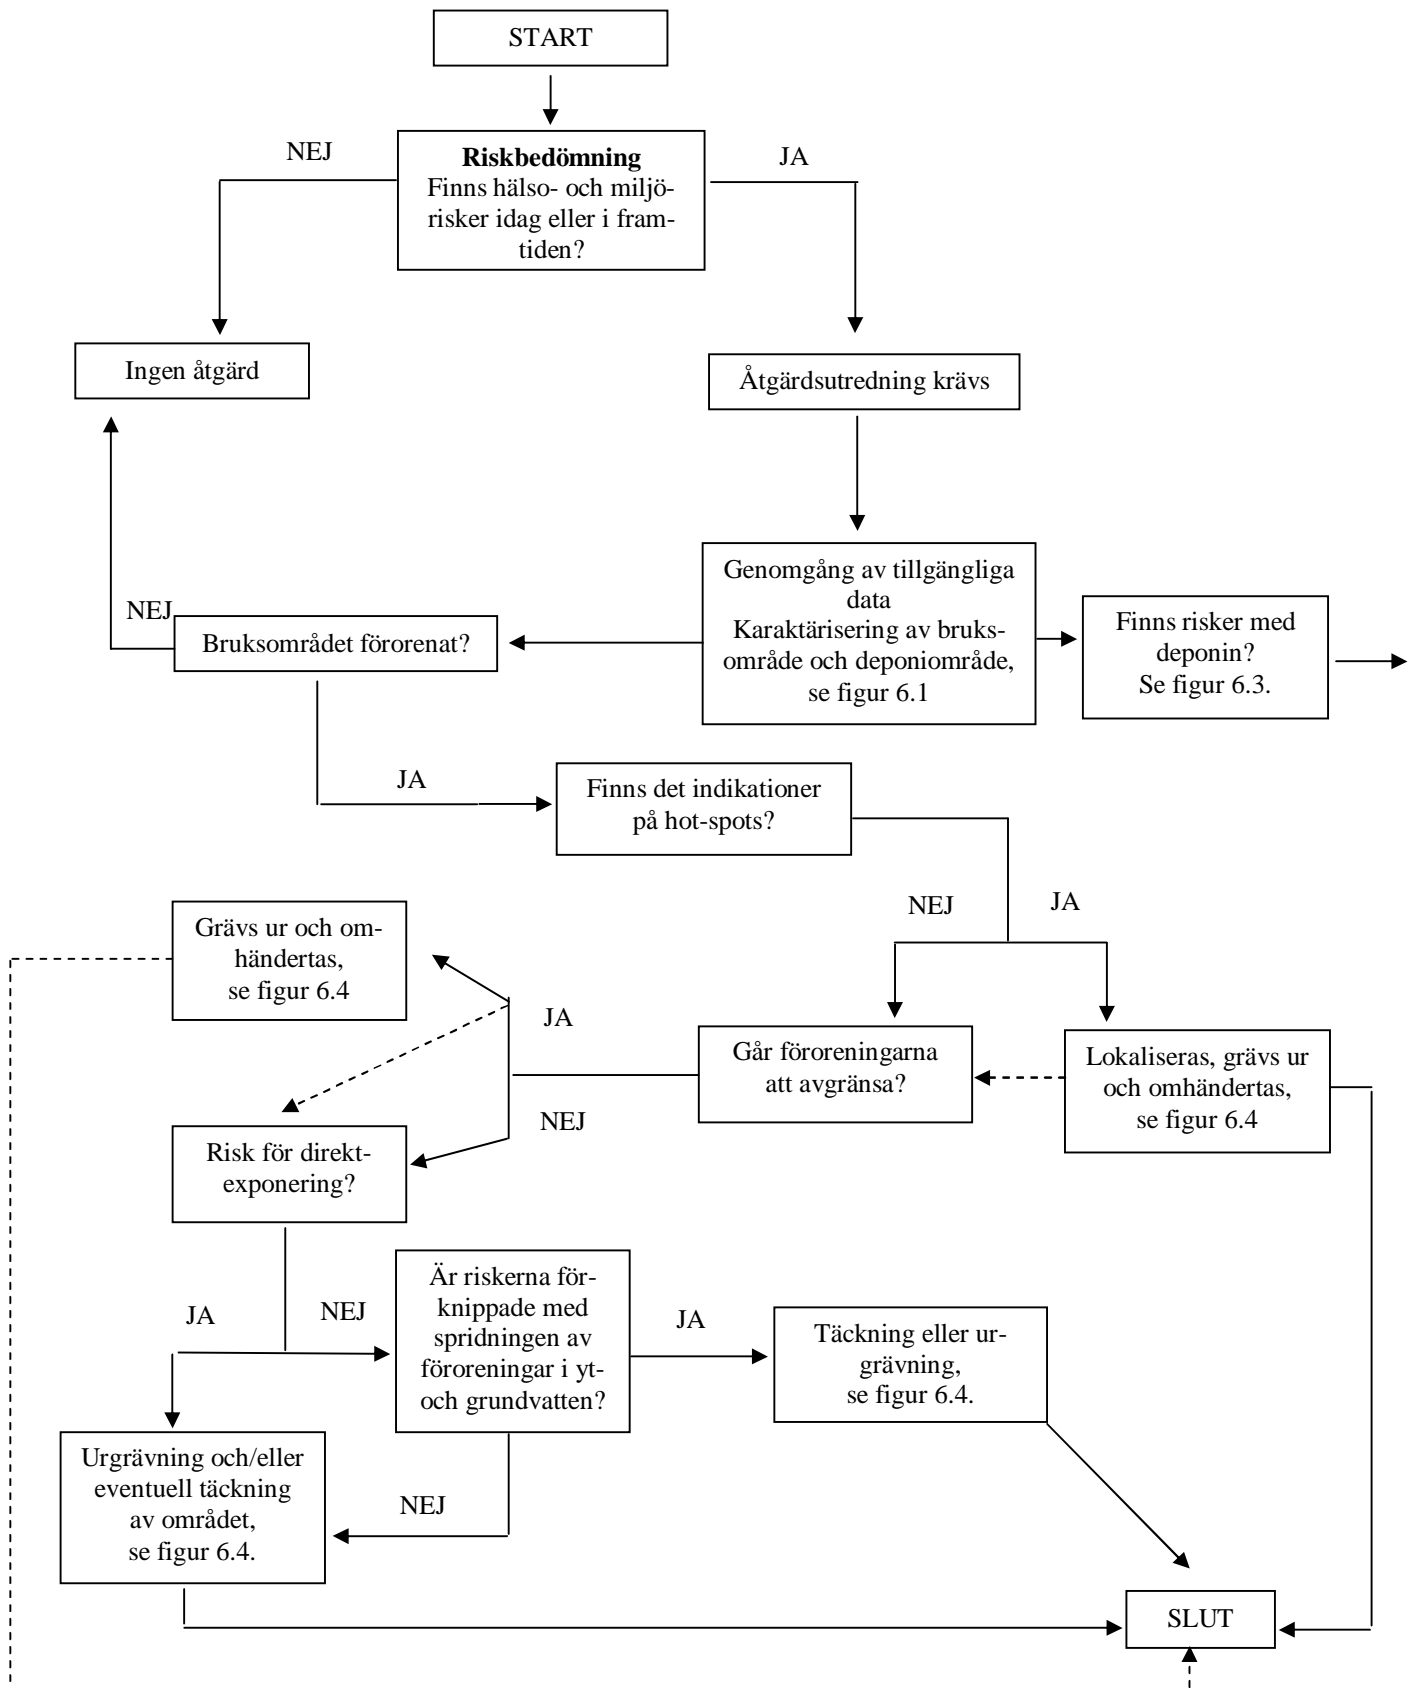 START
NEJ
JA
Riskbedömning
Finns hälso- och miljö-
risker idag eller i fram-
tiden?
Ingen åtgärd
Åtgärdsutredning krävs
Genomgång av tillgängliga
data
Karaktärisering av bruks-
område och deponiområde,
se figur 6.1
NEJ
Bruksområdet förorenat?
Finns risker med
deponin?
Se figur 6.3.
JA
Finns det indikationer
på hot-spots?
NEJ
JA
Grävs ur och om-
händertas,
se figur 6.4
JA
Går föroreningarna
att avgränsa?
Lokaliseras, grävs ur
och omhändertas,
se figur 6.4
NEJ
Risk för direkt-
exponering?
JA
NEJ
Är riskerna för-
knippade med
spridningen av
föroreningar i yt-
och grundvatten?
JA
Täckning eller ur-
grävning,
se figur 6.4.
Urgrävning och/eller
eventuell täckning
av området,
se figur 6.4.
NEJ
SLUT